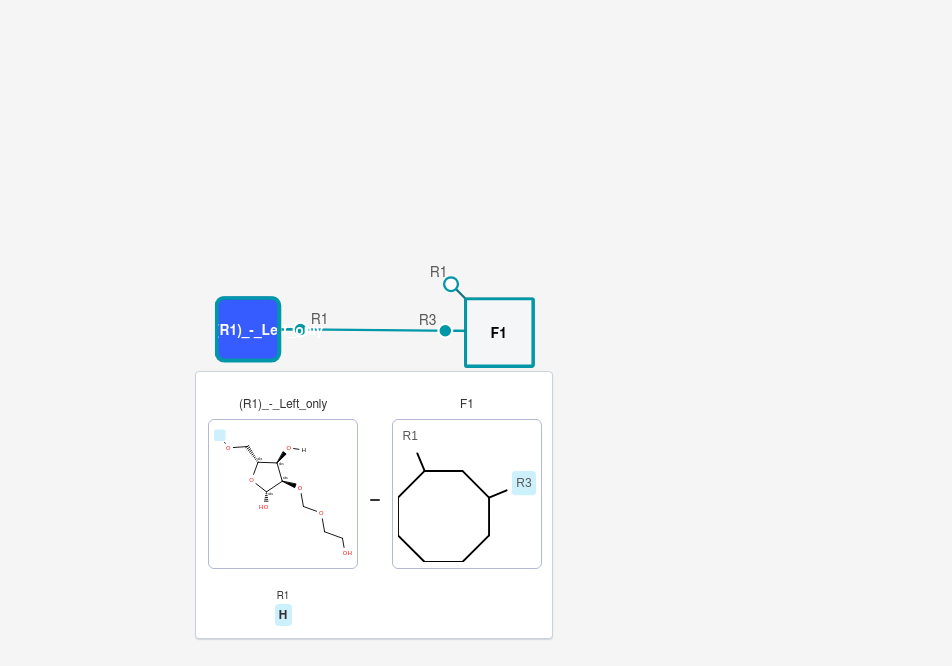 R1
R1
R3
(R1)_-_Left_only
F1
(R1)_-_Left_only
F1
R1
R3
O
O
H
O
O
HO
O
OH
R1
H